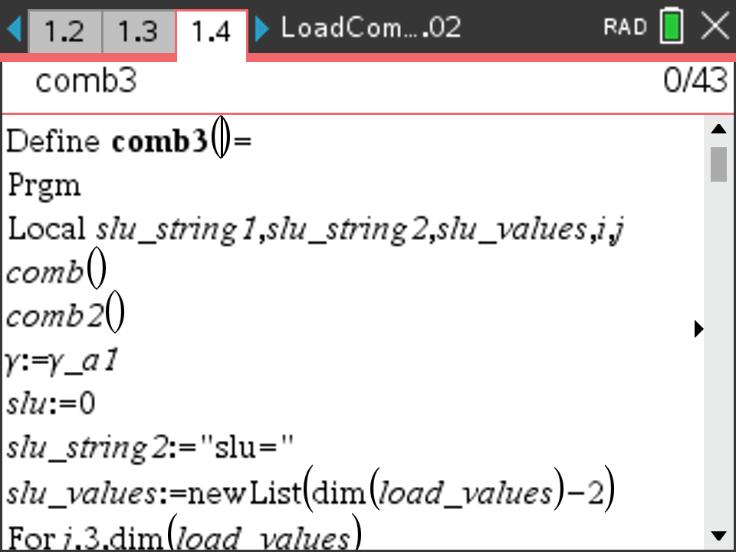 1.2 1.3 1.4 LoadCom....02 RAD
comb3 0/43
Define comb3()=
Prgm
Local slu_string1,slu_string2,slu_values,i,j
comb()
comb2()
γ:=γ_a1
slu:=0
slu_string2:="slu="
slu_values:=newList(dim(load_values)-2)
For j,3,dim(load_values)